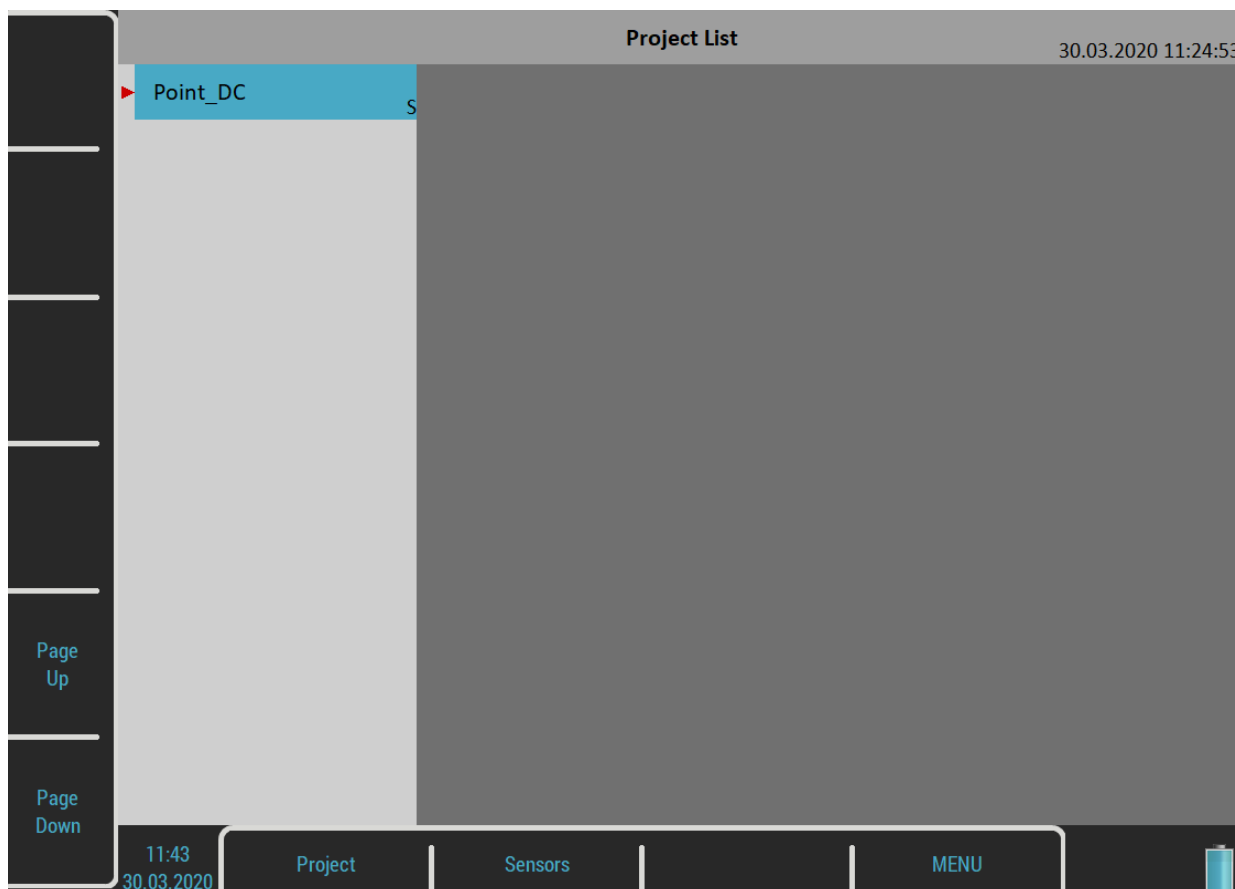 Project List
30.03.2020 11:24:53
Point_DC
S
Page
Up
Page
Down
11:43
30.03.2020
Project
Sensors
MENU